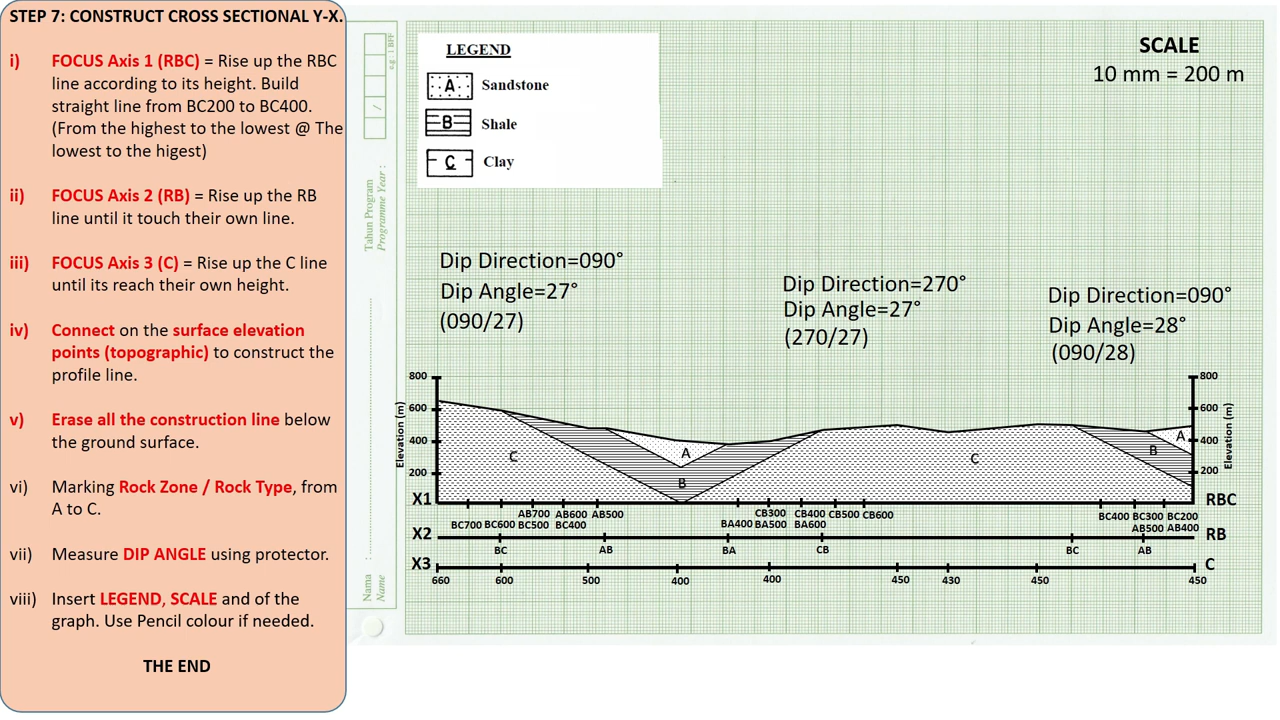 STEP 7: CONSTRUCT CROSS SECTIONAL Y-X.
i) FOCUS Axis 1 (RBC) = Rise up the RBC
line according to its height. Build
straight line from BC200 to BC400.
(From the highest to the lowest @ The
lowest to the higest)
ii) FOCUS Axis 2 (RB) = Rise up the RB
line until it touch their own line.
iii) FOCUS Axis 3 (C) = Rise up the C line
until its reach their own height.
iv) Connect on the surface elevation
points (topographic) to construct the
profile line.
v) Erase all the construction line below
the ground surface.
vi) Marking Rock Zone / Rock Type, from
A to C.
vii) Measure DIP ANGLE using protector.
viii) Insert LEGEND, SCALE and of the
graph. Use Pencil colour if needed.
THE END
/
Tahun Program
Programme Year :
Nama :
Name
LEGEND
A Sandstone
B Shale
C Clay
SCALE
10 mm = 200 m
Dip Direction=090°
Dip Angle=27°
(090/27)
Dip Direction=270°
Dip Angle=27°
(270/27)
Dip Direction=090°
Dip Angle=28°
(090/28)
Elevation (m)
800
600
400
200
C
A
B
C
B
A
800
600
400
200
Elevation (m)
X1 RBC
BC700 BC600 AB700 AB600 AB500
BC500 BC400
BA400 CB300 CB400 CB500 CB600
BA500 BA600
BC400 BC300 BC200
AB500 AB400
X2 RB
BC AB BA CB BC AB
X3 C
660 600 500 400 400 450 430 450 450